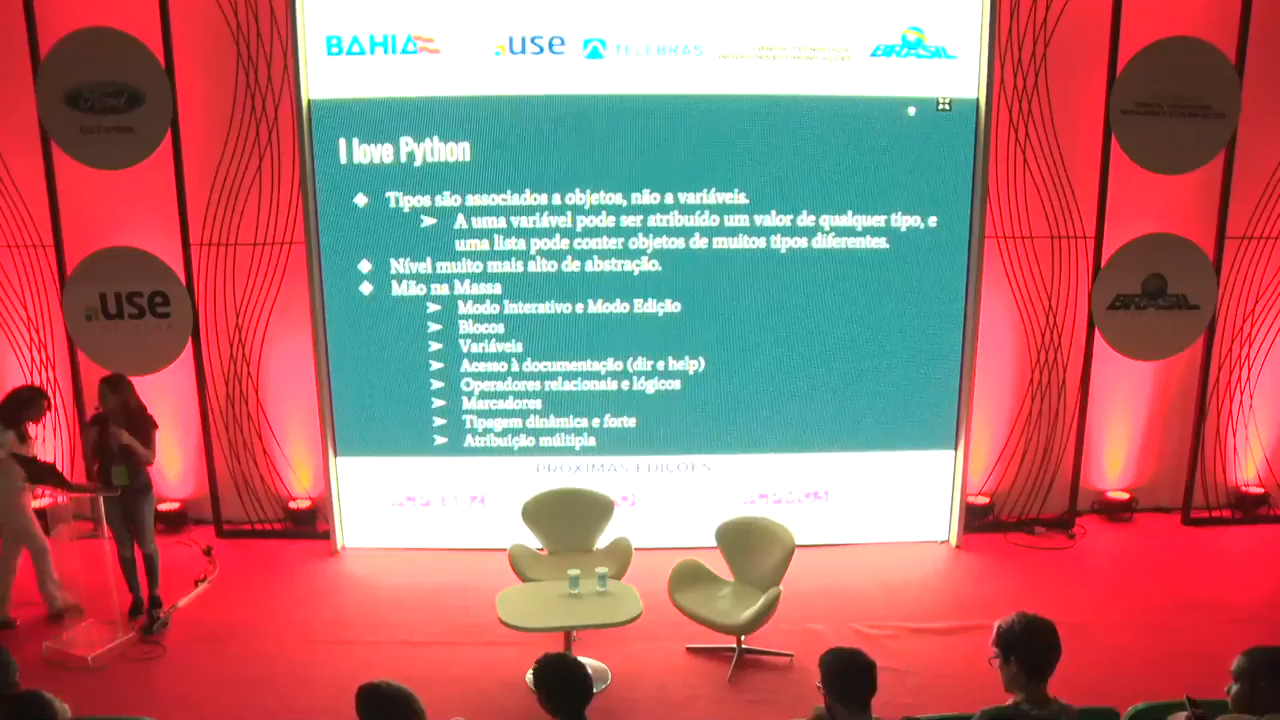 BAHIA
.use
TELEBRAS
BRASIL
Ford
I love Python
Tipos são associados a objetos, não a variáveis.
A uma variável pode ser atribuído um valor de qualquer tipo, e
uma lista pode conter objetos de muitos tipos diferentes.
Nível muito mais alto de abstração.
Mão na Massa
Modo Interativo e Modo Edição
Blocos
Variáveis
Acesso à documentação (dir e help)
Operadores relacionais e lógicos
Marcadores
Tipagem dinâmica e forte
Atribuição múltipla
.use
BRASIL
PRÓXIMAS EDIÇÕES